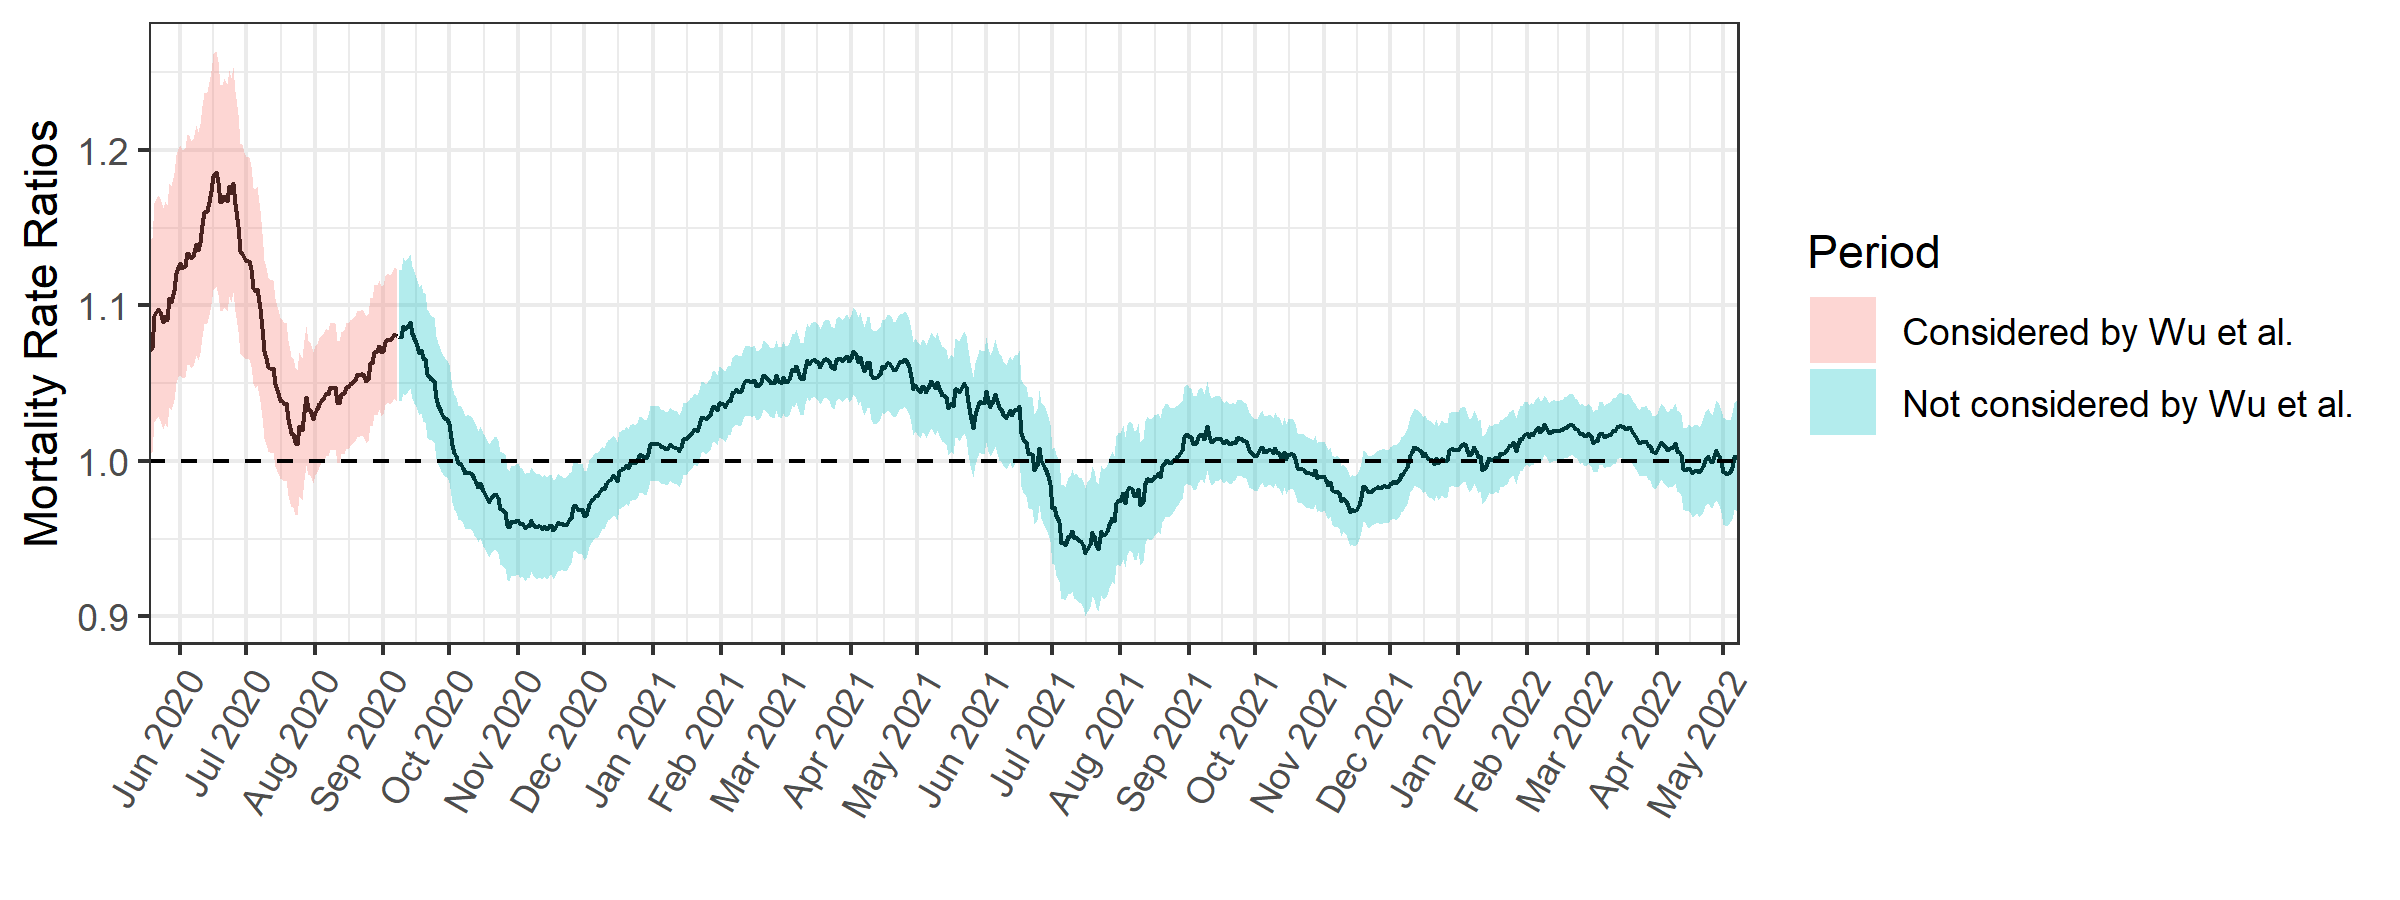 Mortality Rate Ratios
1.2
1.1
1.0
0.9
Jun 2020
Jul 2020
Aug 2020
Sep 2020
Oct 2020
Nov 2020
Dec 2020
Jan 2021
Feb 2021
Mar 2021
Apr 2021
May 2021
Jun 2021
Jul 2021
Aug 2021
Sep 2021
Oct 2021
Nov 2021
Dec 2021
Jan 2022
Feb 2022
Mar 2022
Apr 2022
May 2022
Period
Considered by Wu et al.
Not considered by Wu et al.